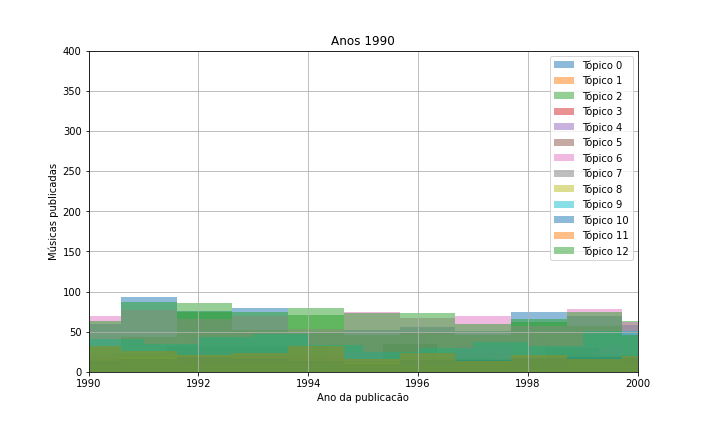 Anos 1990
Músicas publicadas
400
350
300
250
200
150
100
50
0
1990 1992 1994 1996 1998 2000
Ano da publicacão
Tópico 0
Tópico 1
Tópico 2
Tópico 3
Tópico 4
Tópico 5
Tópico 6
Tópico 7
Tópico 8
Tópico 9
Tópico 10
Tópico 11
Tópico 12